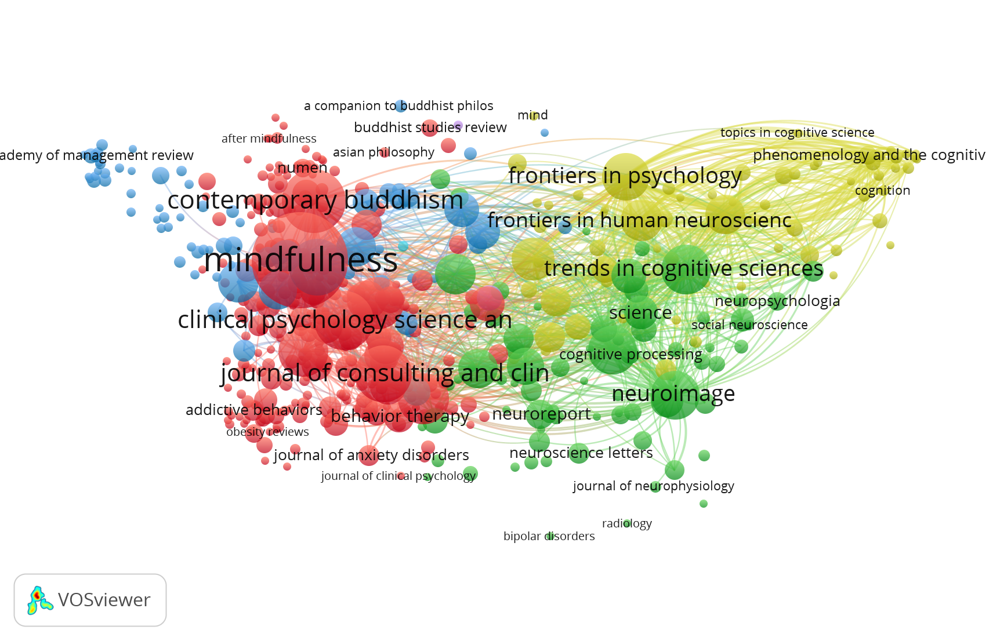 a companion to buddhist philos
mind
buddhist studies review
topics in cognitive science
after mindfulness
asian philosophy
ademy of management review
phenomenology and the cognitiv
numen
frontiers in psychology
cognition
contemporary buddhism
frontiers in human neuroscienc
mindfulness
trends in cognitive sciences
neuropsychologia
science
clinical psychology science an
social neuroscience
cognitive processing
journal of consulting and clin
neuroimage
addictive behaviors
behavior therapy
neuroreport
obesity reviews
journal of anxiety disorders
neuroscience letters
journal of clinical psychology
journal of neurophysiology
radiology
bipolar disorders
VOSviewer